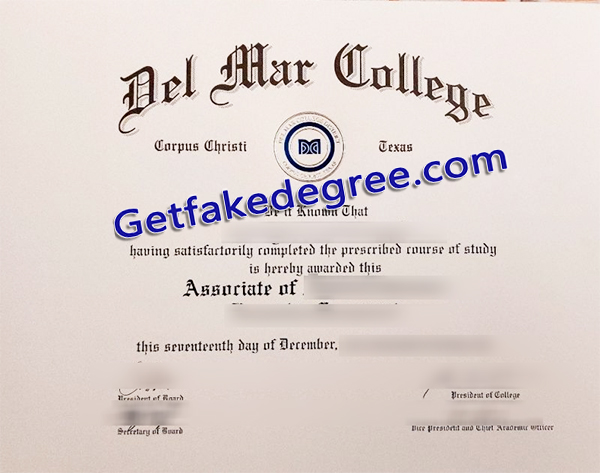 Del Mar College
Corpus Christi Texas
Getfakedegree.com
Be it Known That
having satisfactorily completed the prescribed course of study
is hereby awarded this
Associate of
this seventeenth day of December,
President of Board President of College
Secretary of Board Vice President and Chief Academic Officer